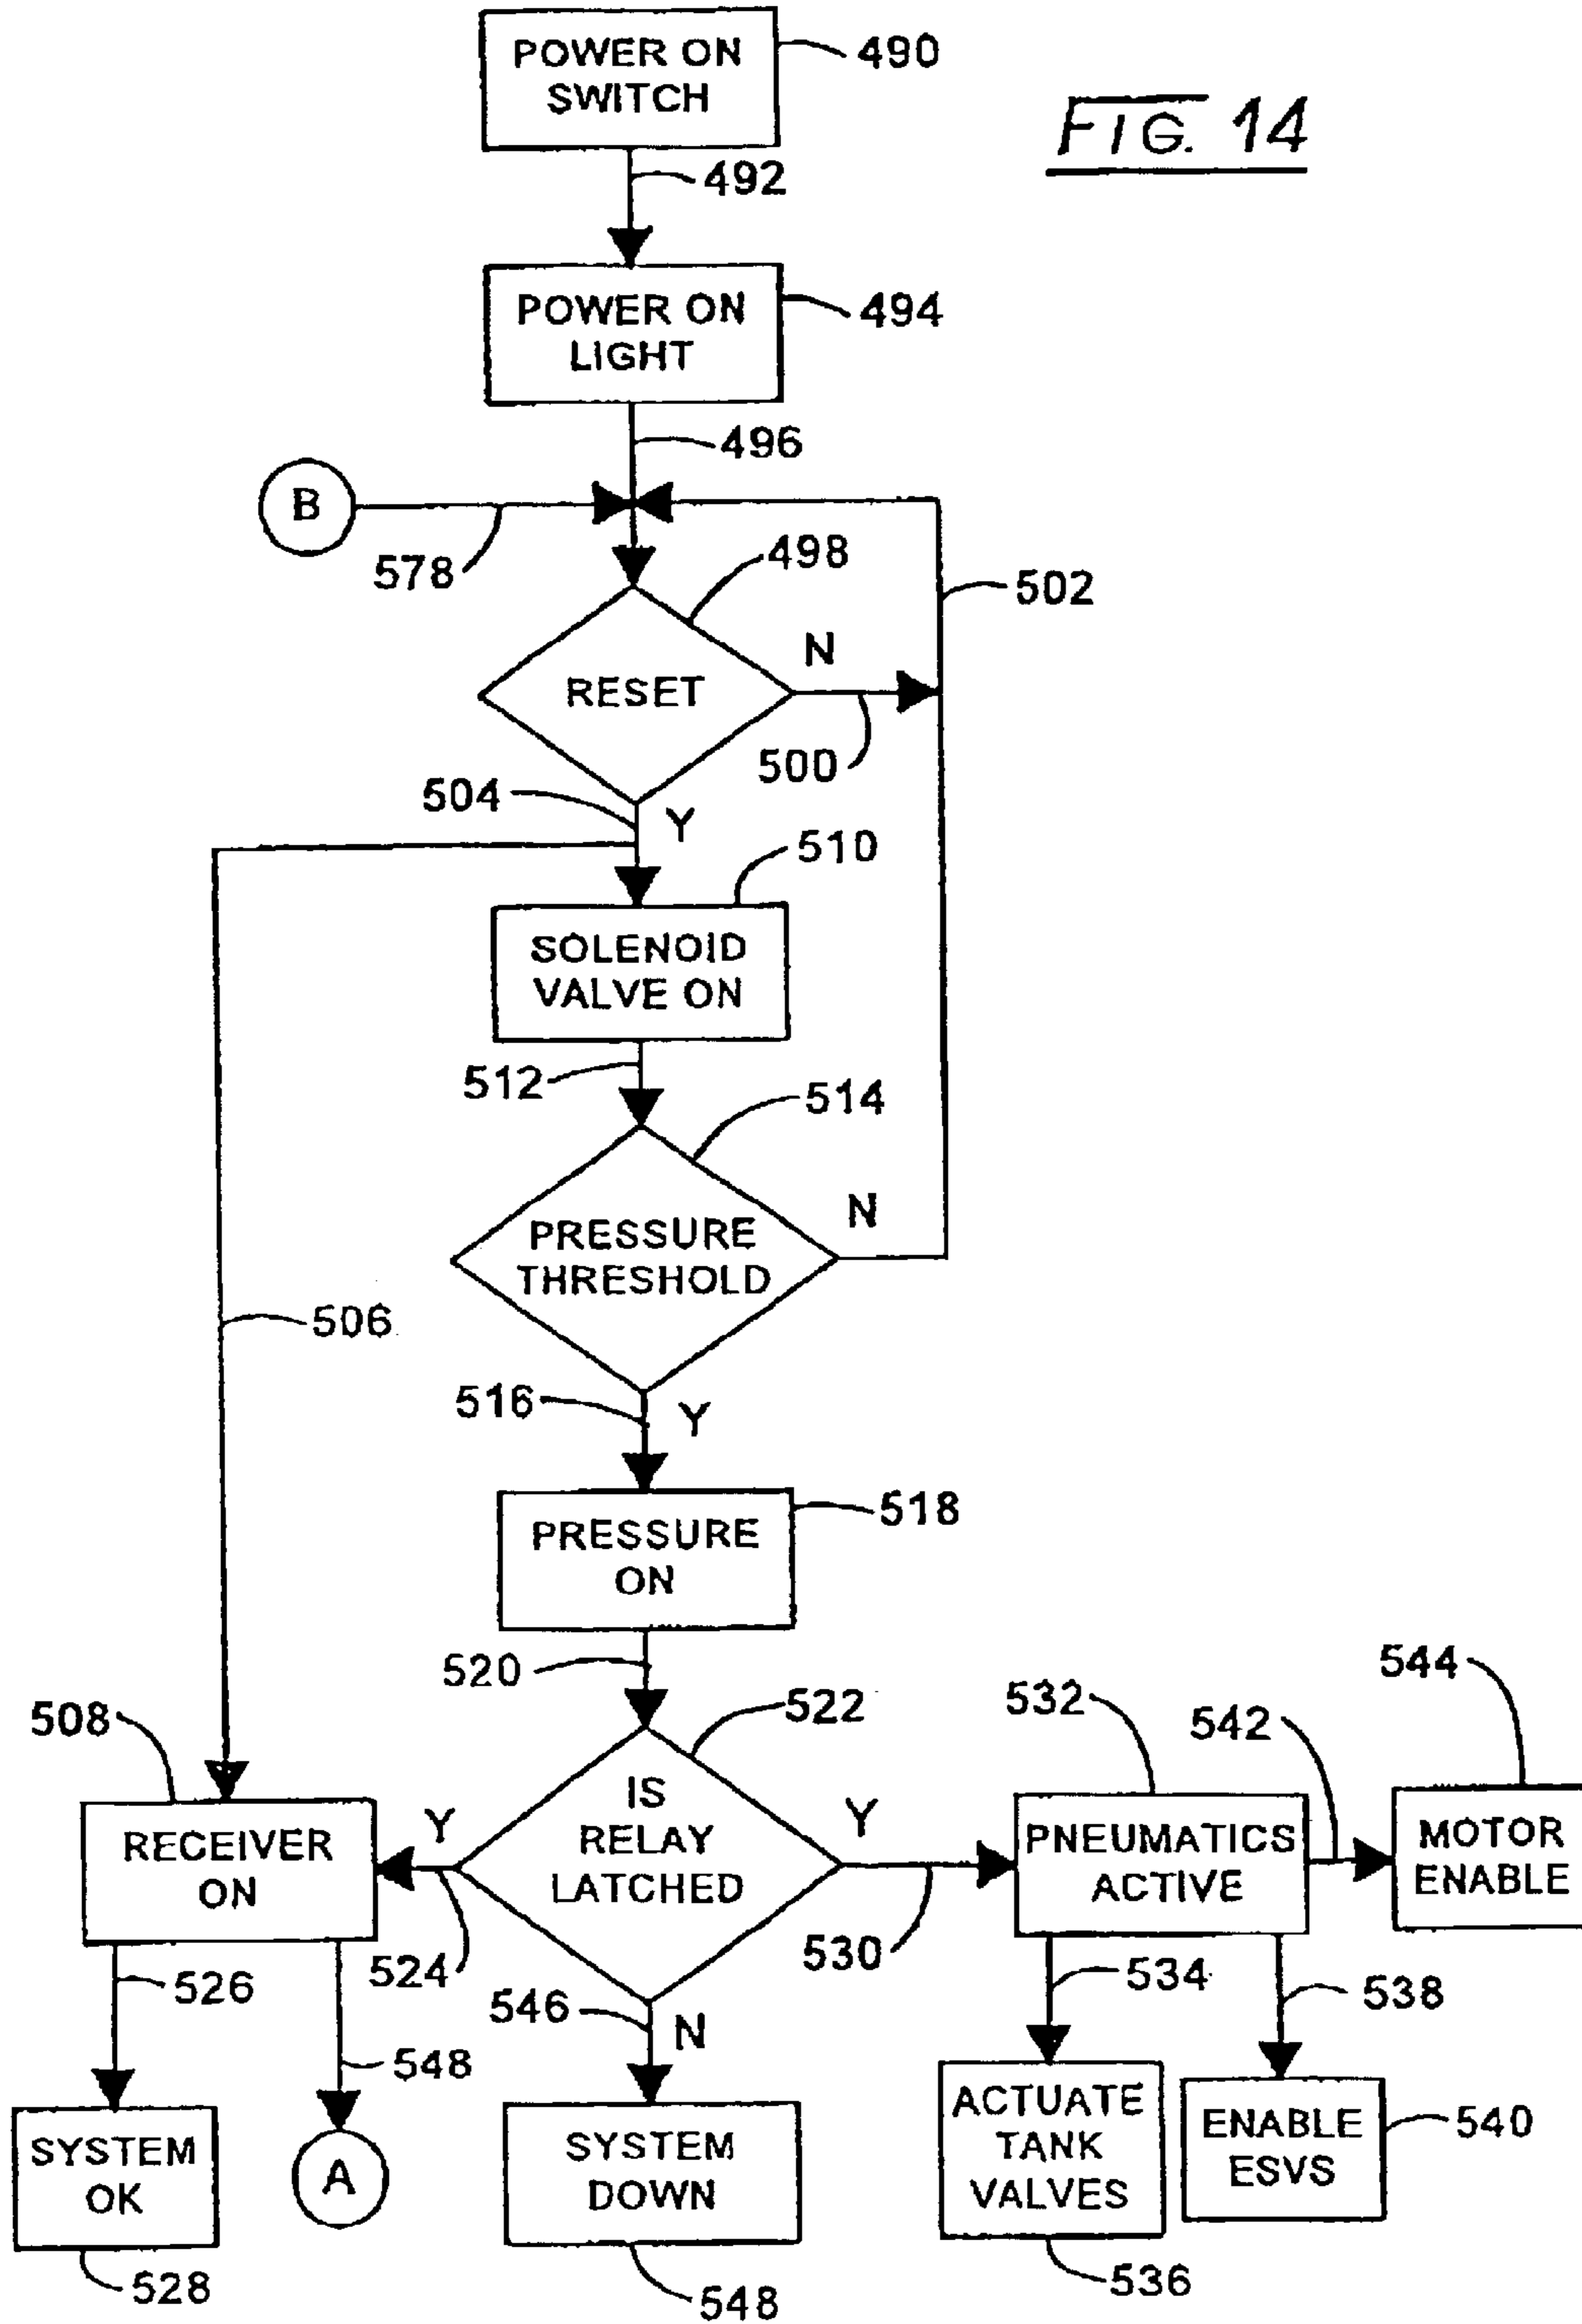 POWER ON
SWITCH
490
FIG. 14
492
POWER ON
LIGHT
494
496
B
578
498
502
N
RESET
500
504
Y
510
SOLENOID
VALVE ON
512
514
N
PRESSURE
THRESHOLD
506
516
Y
518
PRESSURE
ON
520
522
532
542
544
508
IS
RELAY
LATCHED
Y
Y
RECEIVER
ON
PNEUMATICS
ACTIVE
MOTOR
ENABLE
524
530
526
546
N
534
538
548
SYSTEM
OK
A
SYSTEM
DOWN
ACTUATE
TANK
VALVES
ENABLE
ESVS
540
528
548
536